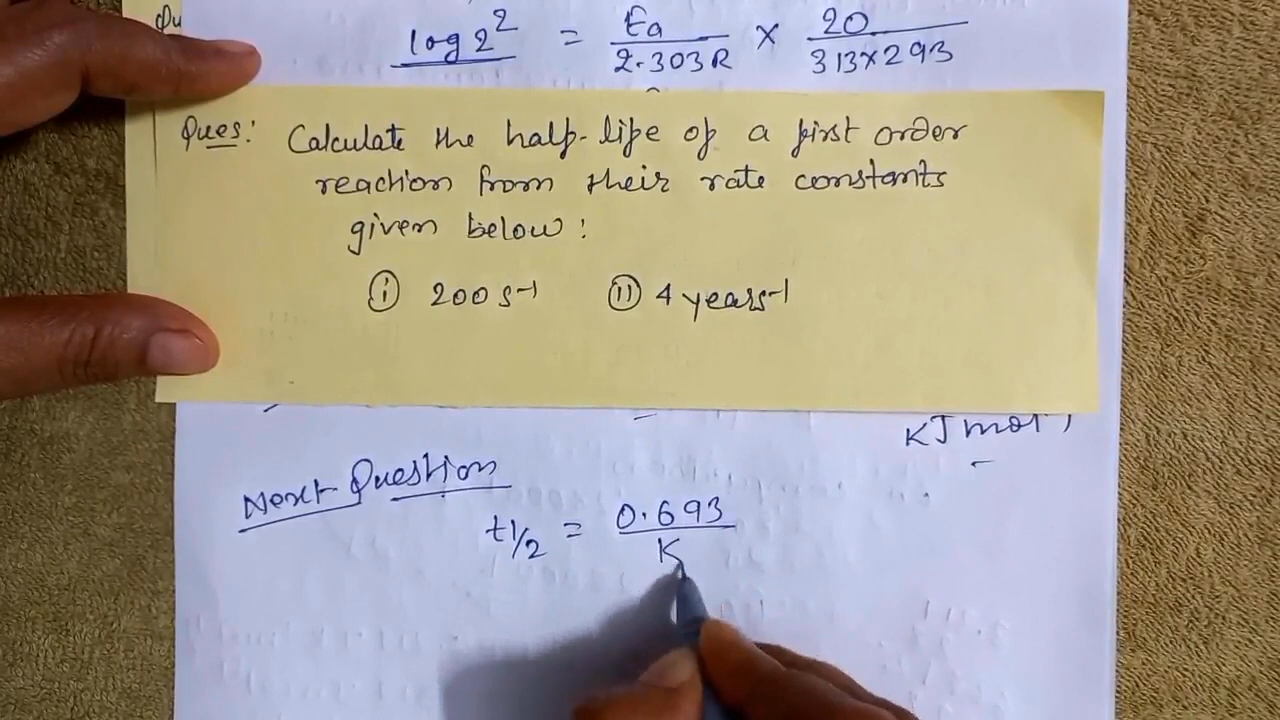 Qu
log 2² = Ea / 2.303R × 20 / 313×293
Ques: Calculate the half-life of a first order
reaction from their rate constants
given below:
(i) 200 s⁻¹ (ii) 4 years⁻¹
KJ mol
Next Question
t1/2 = 0.693 / K